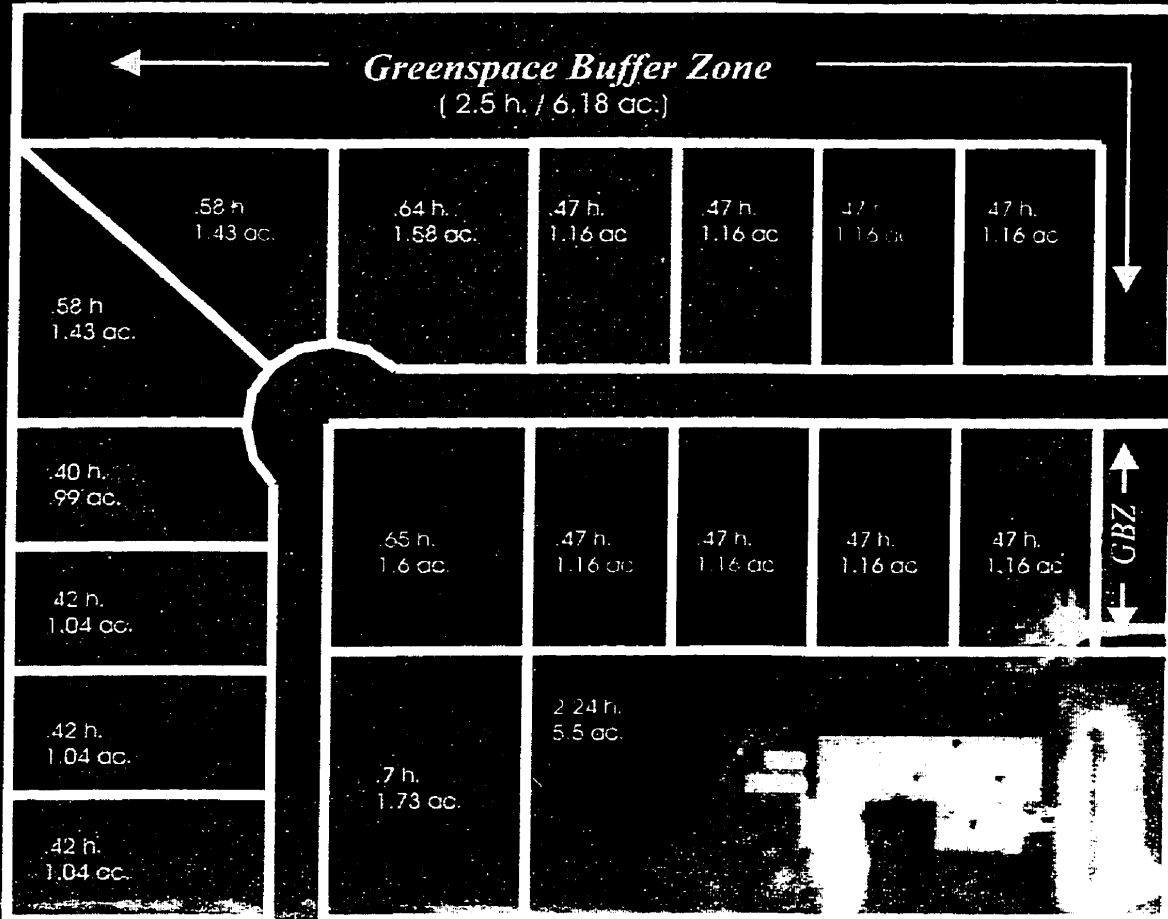 Greenspace Buffer Zone
( 2.5 h. / 6.18 ac.)
.58 h
1.43 ac.
.64 h.
1.58 ac.
.47 h.
1.16 ac
.47 h.
1.16 ac
.47 h
1.16 ac
.47 h.
1.16 ac
.58 h
1.43 ac.
.40 h.
.99 ac.
.65 h.
1.6 ac.
.47 h.
1.16 ac
.47 h.
1.16 ac
.47 h.
1.16 ac
.47 h.
1.16 ac
GBZ
.42 h.
1.04 ac.
.42 h.
1.04 ac.
.42 h.
1.04 ac.
.7 h.
1.73 ac.
2.24 h.
5.5 ac.